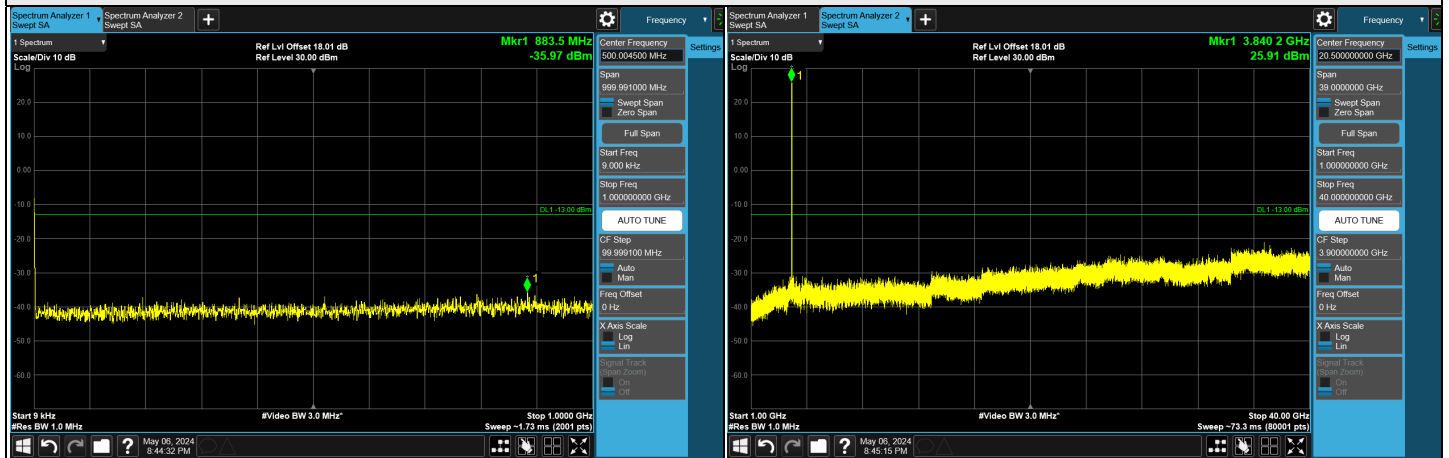 Spectrum Analyzer 1
Swept SA
Spectrum Analyzer 2
Swept SA
Frequency
1 Spectrum
Scale/Div 10 dB
Log
Ref Lvl Offset 18.01 dB
Ref Level 30.00 dBm
Mkr1 883.5 MHz
-35.97 dBm
1
20.0
10.0
0.00
-10.0
-20.0
-30.0
-40.0
-50.0
-60.0
DL1 -13.00 dBm
Start 9 kHz
#Res BW 1.0 MHz
#Video BW 3.0 MHz*
Stop 1.0000 GHz
Sweep ~1.73 ms (2001 pts)
May 06, 2024
8:44:32 PM
Center Frequency
500.004500 MHz
Settings
Span
999.991000 MHz
Swept Span
Zero Span
Full Span
Start Freq
9.000 kHz
Stop Freq
1.000000000 GHz
AUTO TUNE
CF Step
99.999100 MHz
Auto
Man
Freq Offset
0 Hz
X Axis Scale
Log
Lin
Signal Track
(Span Zoom)
On
Off
Spectrum Analyzer 1
Swept SA
Spectrum Analyzer 2
Swept SA
Frequency
1 Spectrum
Scale/Div 10 dB
Log
Ref Lvl Offset 18.01 dB
Ref Level 30.00 dBm
Mkr1 3.840 2 GHz
25.91 dBm
1
20.0
10.0
0.00
-10.0
-20.0
-30.0
-40.0
-50.0
-60.0
DL1 -13.00 dBm
Start 1.00 GHz
#Res BW 1.0 MHz
#Video BW 3.0 MHz*
Stop 40.00 GHz
Sweep ~73.3 ms (80001 pts)
May 06, 2024
8:45:15 PM
Center Frequency
20.500000000 GHz
Settings
Span
39.0000000 GHz
Swept Span
Zero Span
Full Span
Start Freq
1.000000000 GHz
Stop Freq
40.000000000 GHz
AUTO TUNE
CF Step
3.900000000 GHz
Auto
Man
Freq Offset
0 Hz
X Axis Scale
Log
Lin
Signal Track
(Span Zoom)
On
Off